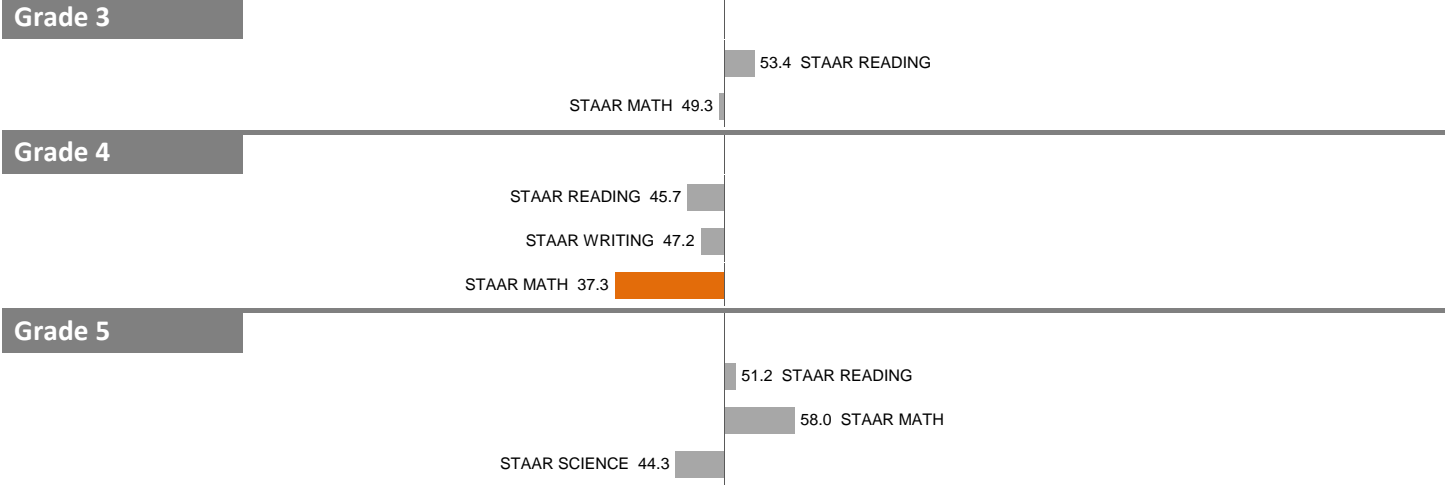 Grade 3
53.4 STAAR READING
STAAR MATH 49.3
Grade 4
STAAR READING 45.7
STAAR WRITING 47.2
STAAR MATH 37.3
Grade 5
51.2 STAAR READING
58.0 STAAR MATH
STAAR SCIENCE 44.3